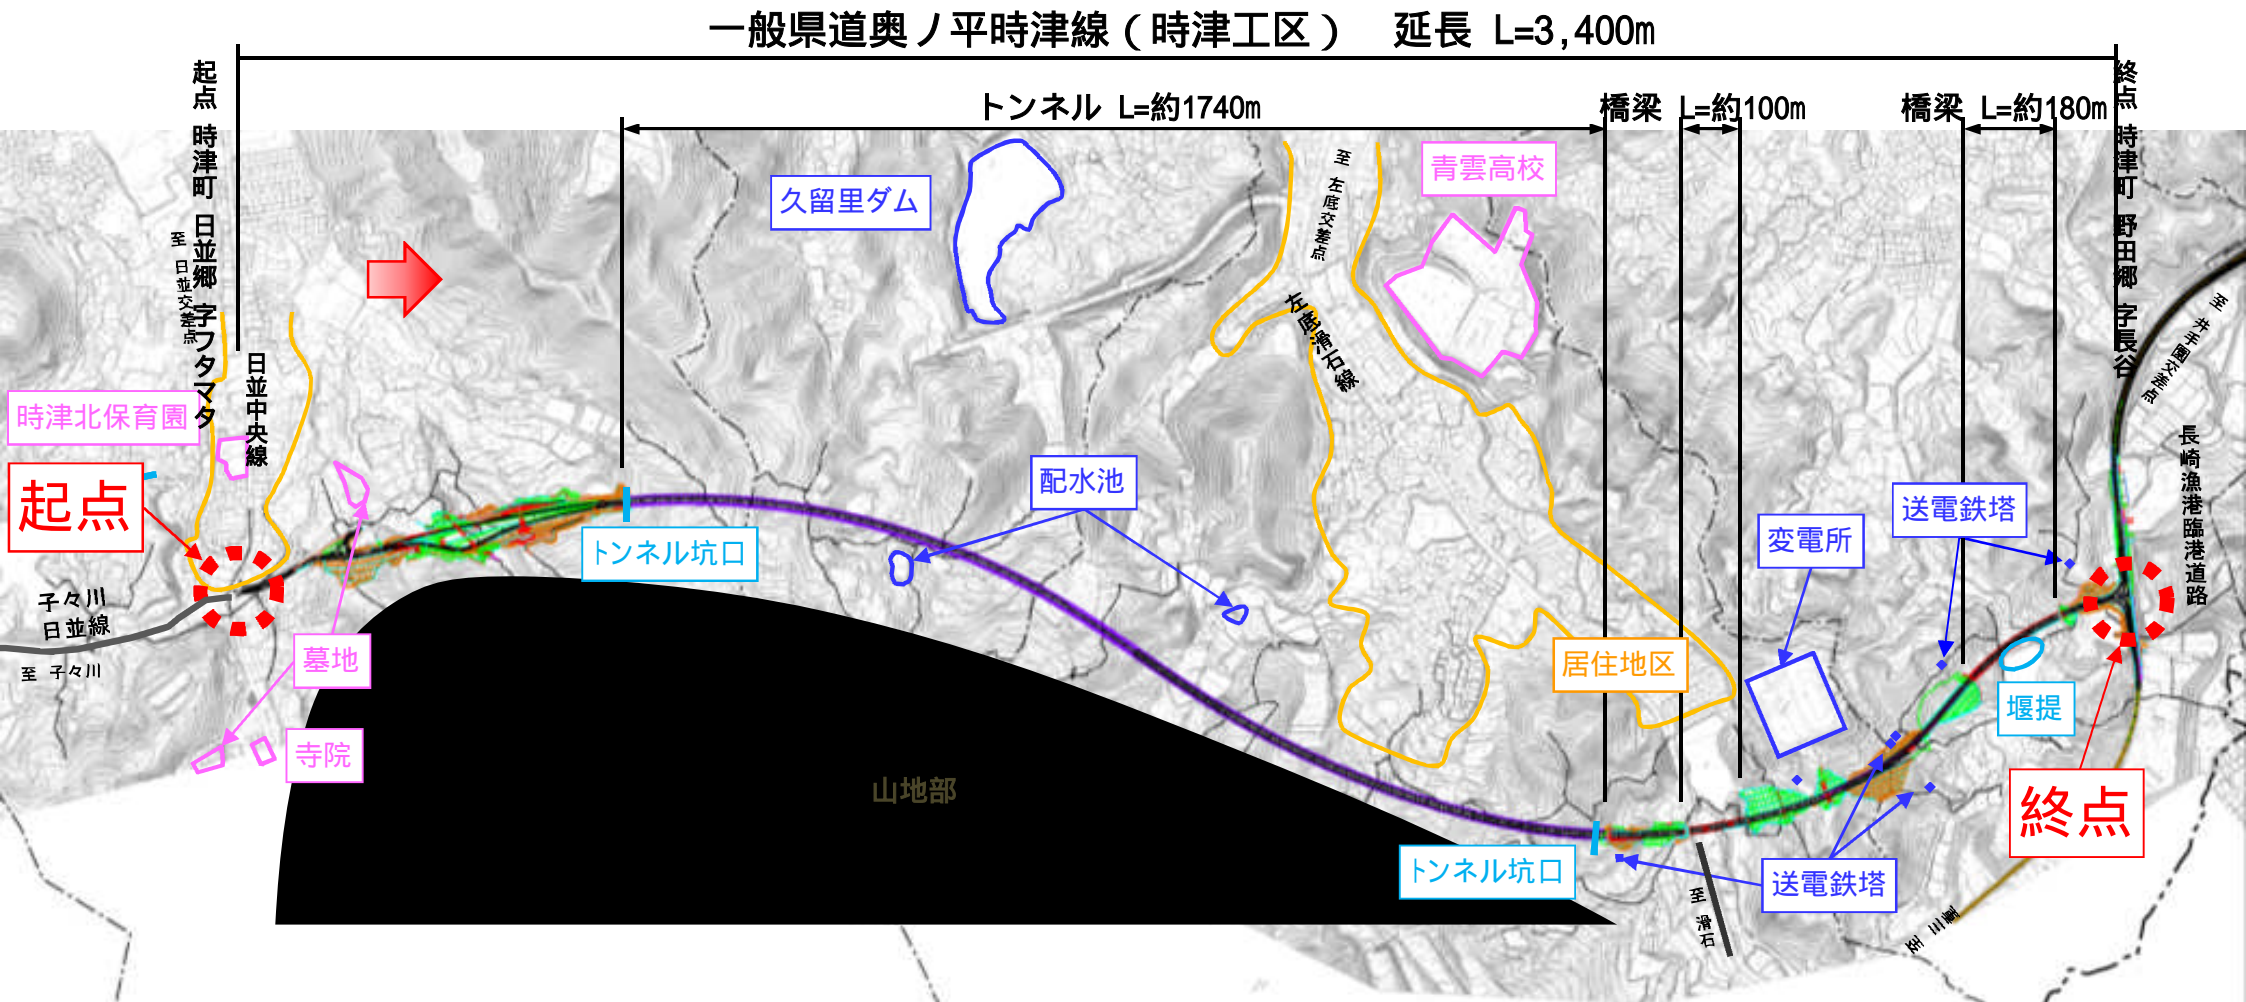 一般県道奥ノ平時津線（時津工区）　延長 L=3,400m
トンネル L=約1740m
橋梁 L=約100m
橋梁 L=約180m
起点 時津町 日並郷 字フタマタ
終点 時津町 野田郷 字長谷
至 日並交差点
日並中央線
時津北保育園
起点
子々川
日並線
至 子々川
墓地
寺院
トンネル坑口
久留里ダム
配水池
山地部
至 左底交差点
左底滑石線
青雲高校
居住地区
トンネル坑口
至 滑石
変電所
送電鉄塔
送電鉄塔
堰提
終点
至 井手園交差点
長崎漁港臨港道路
至 三重